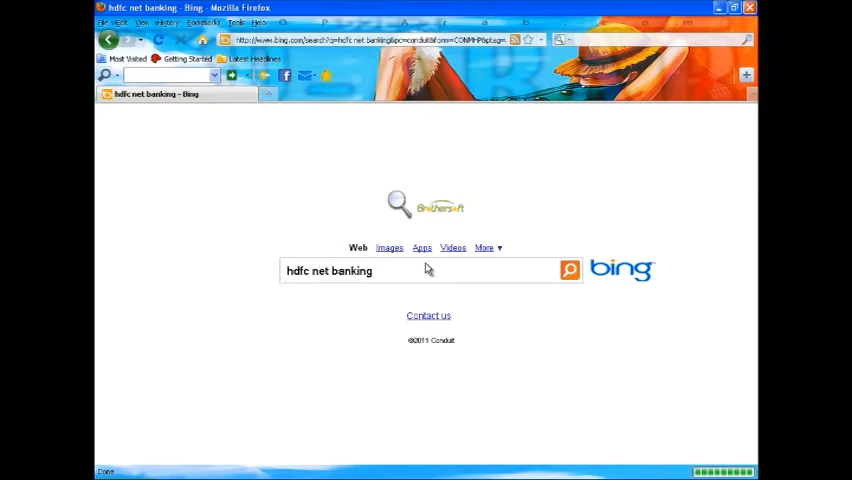 hdfc net banking - Bing - Mozilla Firefox
File Edit View History Bookmarks Tools Help
http://www.bing.com/search?q=hdfc net banking&pc=conduit&form=CONMHP&ptag=
Most Visited Getting Started Latest Headlines
hdfc net banking - Bing
Brothersoft
Web Images Apps Videos More
hdfc net banking
bing
Contact us
©2011 Conduit
Done